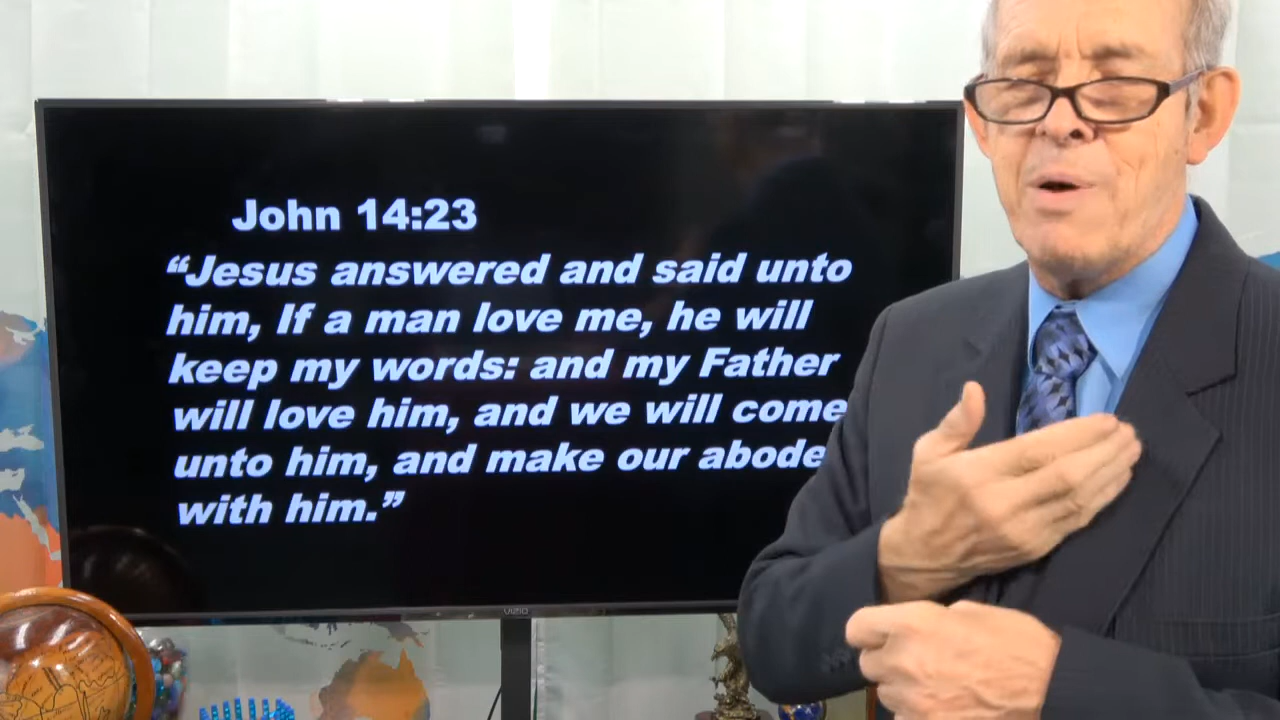 John 14:23
“Jesus answered and said unto
him, If a man love me, he will
keep my words: and my Father
will love him, and we will come
unto him, and make our abode
with him.”
VIZIO